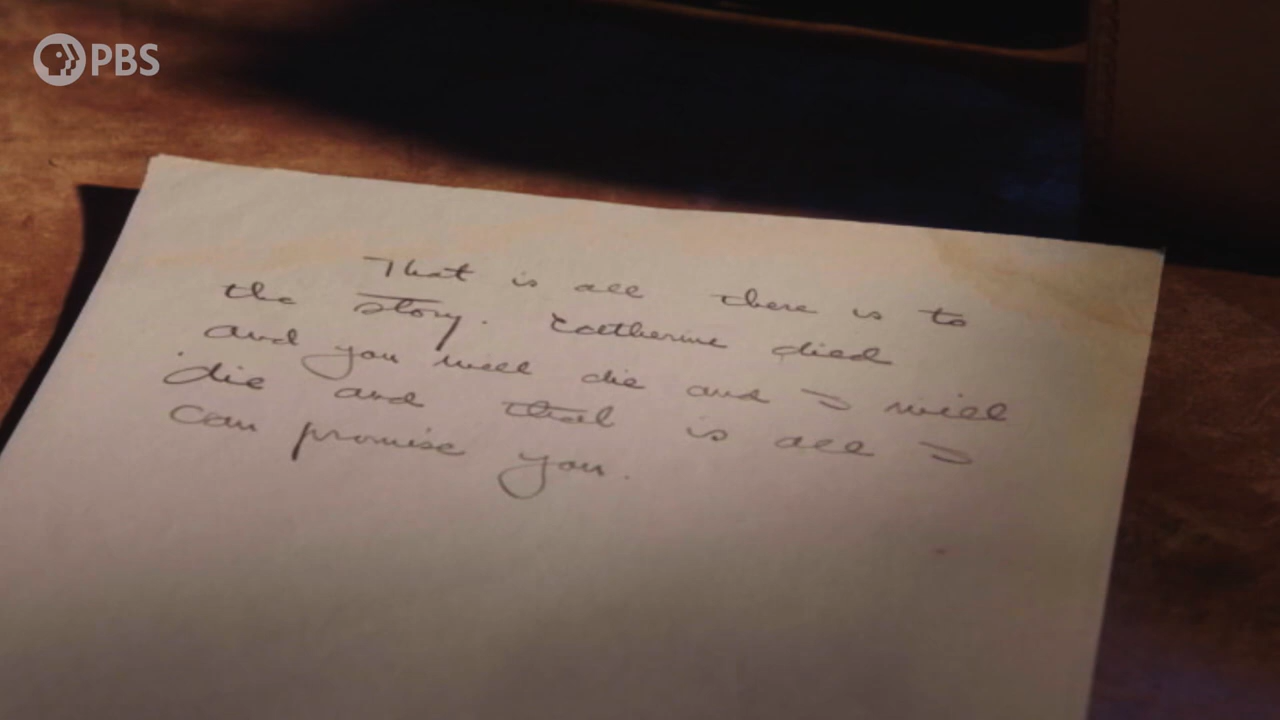 PBS
That is all there is to
the story. Catherine died
and you will die and I will
die and that is all I
can promise you.